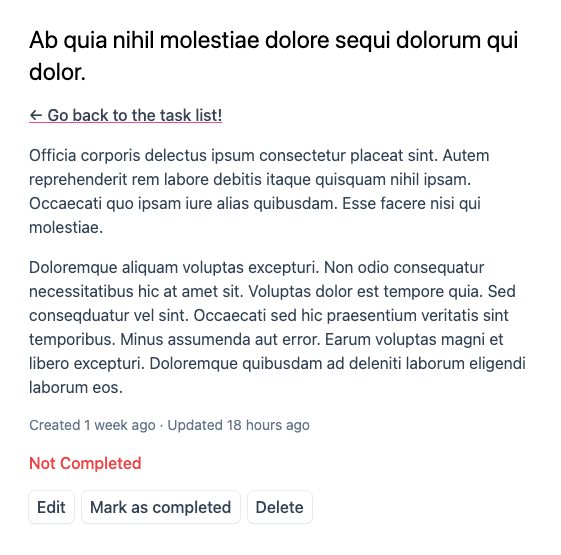 Ab quia nihil molestiae dolore sequi dolorum qui
dolor.
← Go back to the task list!
Officia corporis delectus ipsum consectetur placeat sint. Autem
reprehenderit rem labore debitis itaque quisquam nihil ipsam.
Occaecati quo ipsam iure alias quibusdam. Esse facere nisi qui
molestiae.
Doloremque aliquam voluptas excepturi. Non odio consequatur
necessitatibus hic at amet sit. Voluptas dolor est tempore quia. Sed
conseqduatur vel sint. Occaecati sed hic praesentium veritatis sint
temporibus. Minus assumenda aut error. Earum voluptas magni et
libero excepturi. Doloremque quibusdam ad deleniti laborum eligendi
laborum eos.
Created 1 week ago · Updated 18 hours ago
Not Completed
Edit Mark as completed Delete